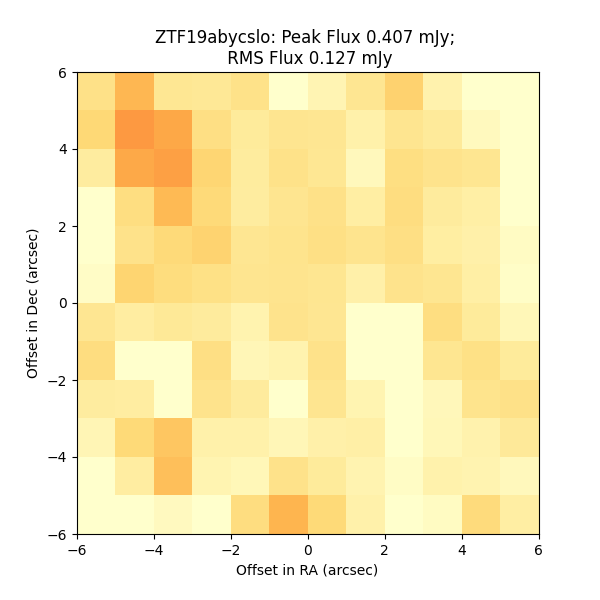 ZTF19abycslo: Peak Flux 0.407 mJy;
RMS Flux 0.127 mJy
6
4
2
0
−2
−4
−6
Offset in Dec (arcsec)
−6 −4 −2 0 2 4 6
Offset in RA (arcsec)